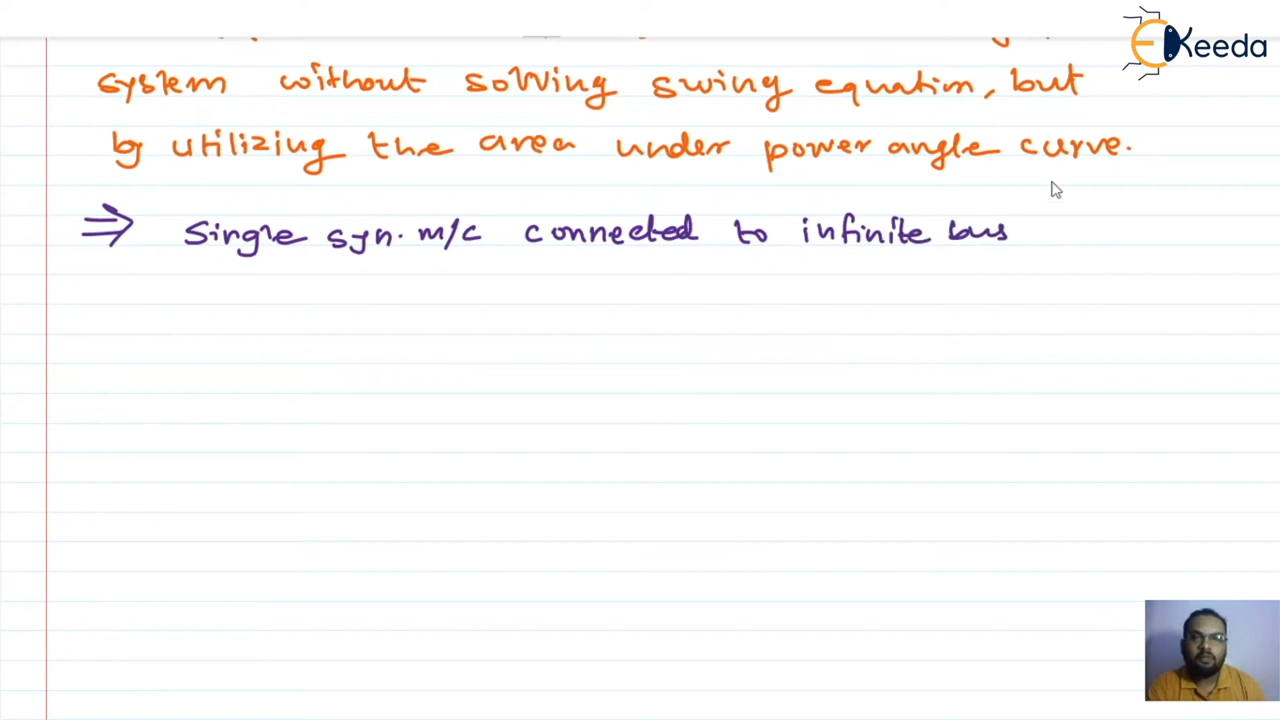 Ekeeda
system without solving swing equation, but
by utilizing the area under power angle curve.
⇒ Single syn. m/c connected to infinite bus